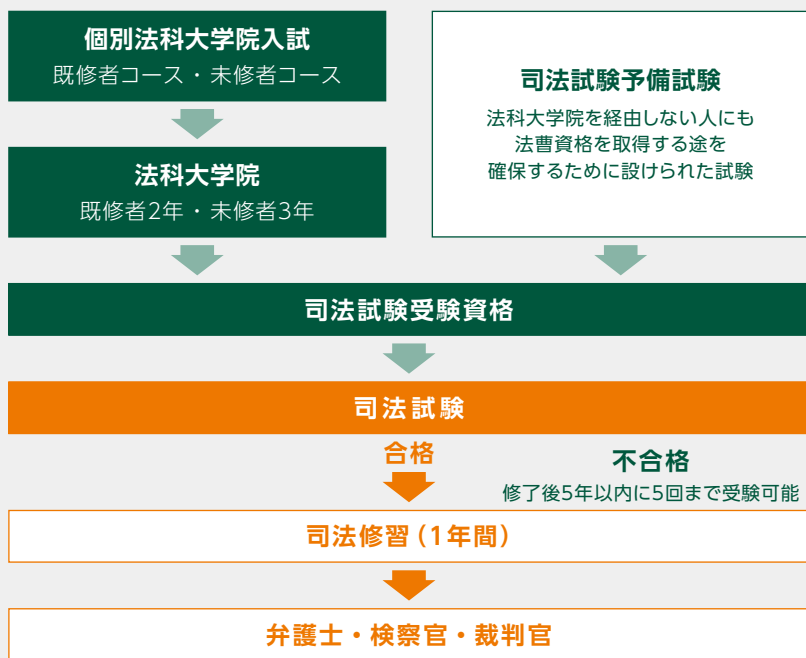 個別法科大学院入試
既修者コース・未修者コース
法科大学院
既修者2年・未修者3年
司法試験予備試験
法科大学院を経由しない人にも
法曹資格を取得する途を
確保するために設けられた試験
司法試験受験資格
司法試験
合格
不合格
修了後5年以内に5回まで受験可能
司法修習（1年間）
弁護士・検察官・裁判官